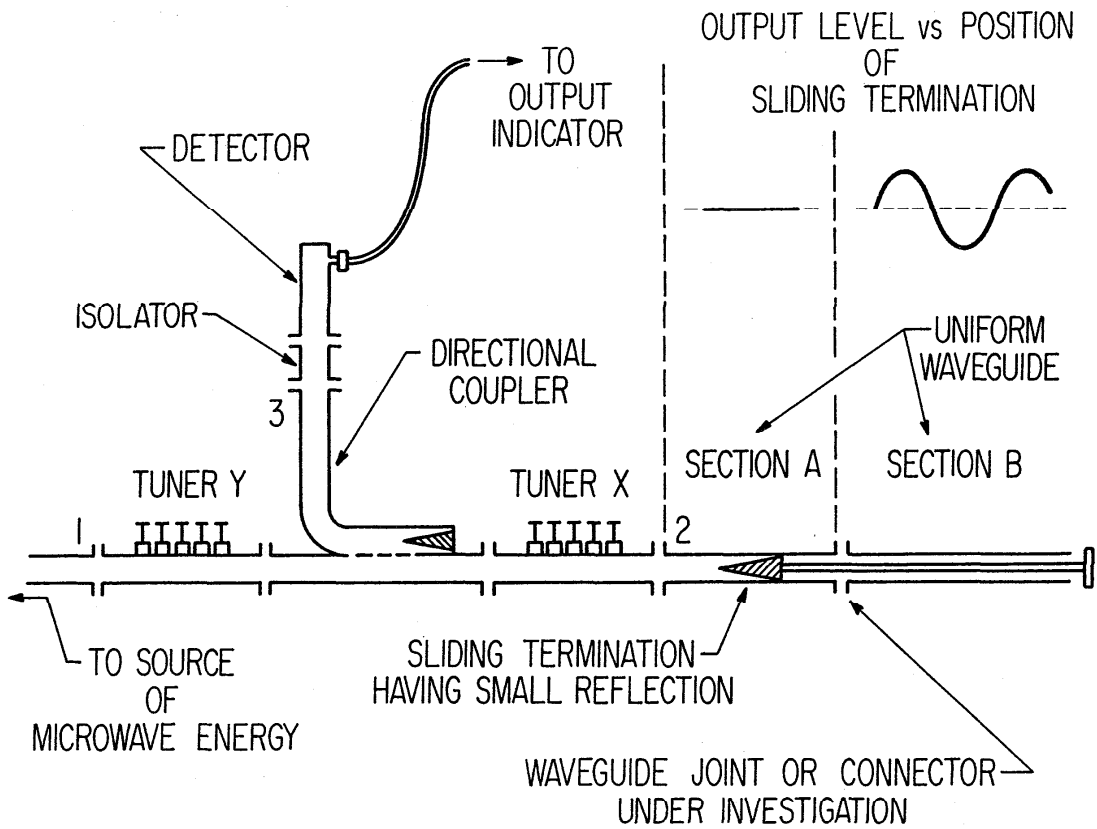 OUTPUT LEVEL vs POSITION
OF
SLIDING TERMINATION
TO
OUTPUT
INDICATOR
DETECTOR
ISOLATOR
DIRECTIONAL
COUPLER
UNIFORM
WAVEGUIDE
3
TUNER Y
TUNER X
SECTION A
SECTION B
1
2
TO SOURCE
OF
MICROWAVE ENERGY
SLIDING TERMINATION
HAVING SMALL REFLECTION
WAVEGUIDE JOINT OR CONNECTOR
UNDER INVESTIGATION